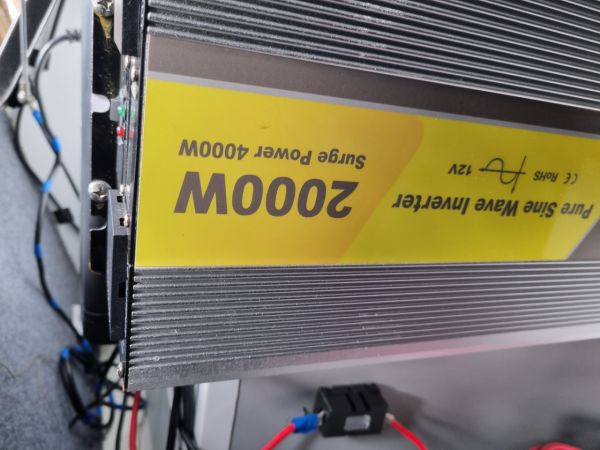 Pure Sine Wave Inverter
CE RoHS 12V
2000W
Surge Power 4000W